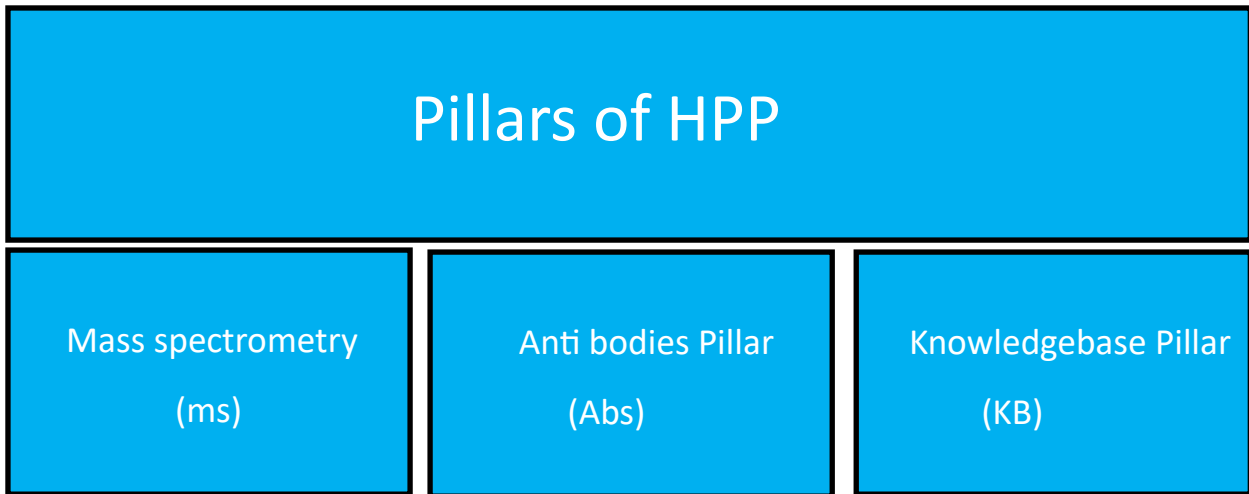 Pillars of HPP
Mass spectrometry
(ms)
Anti bodies Pillar
(Abs)
Knowledgebase Pillar
(KB)